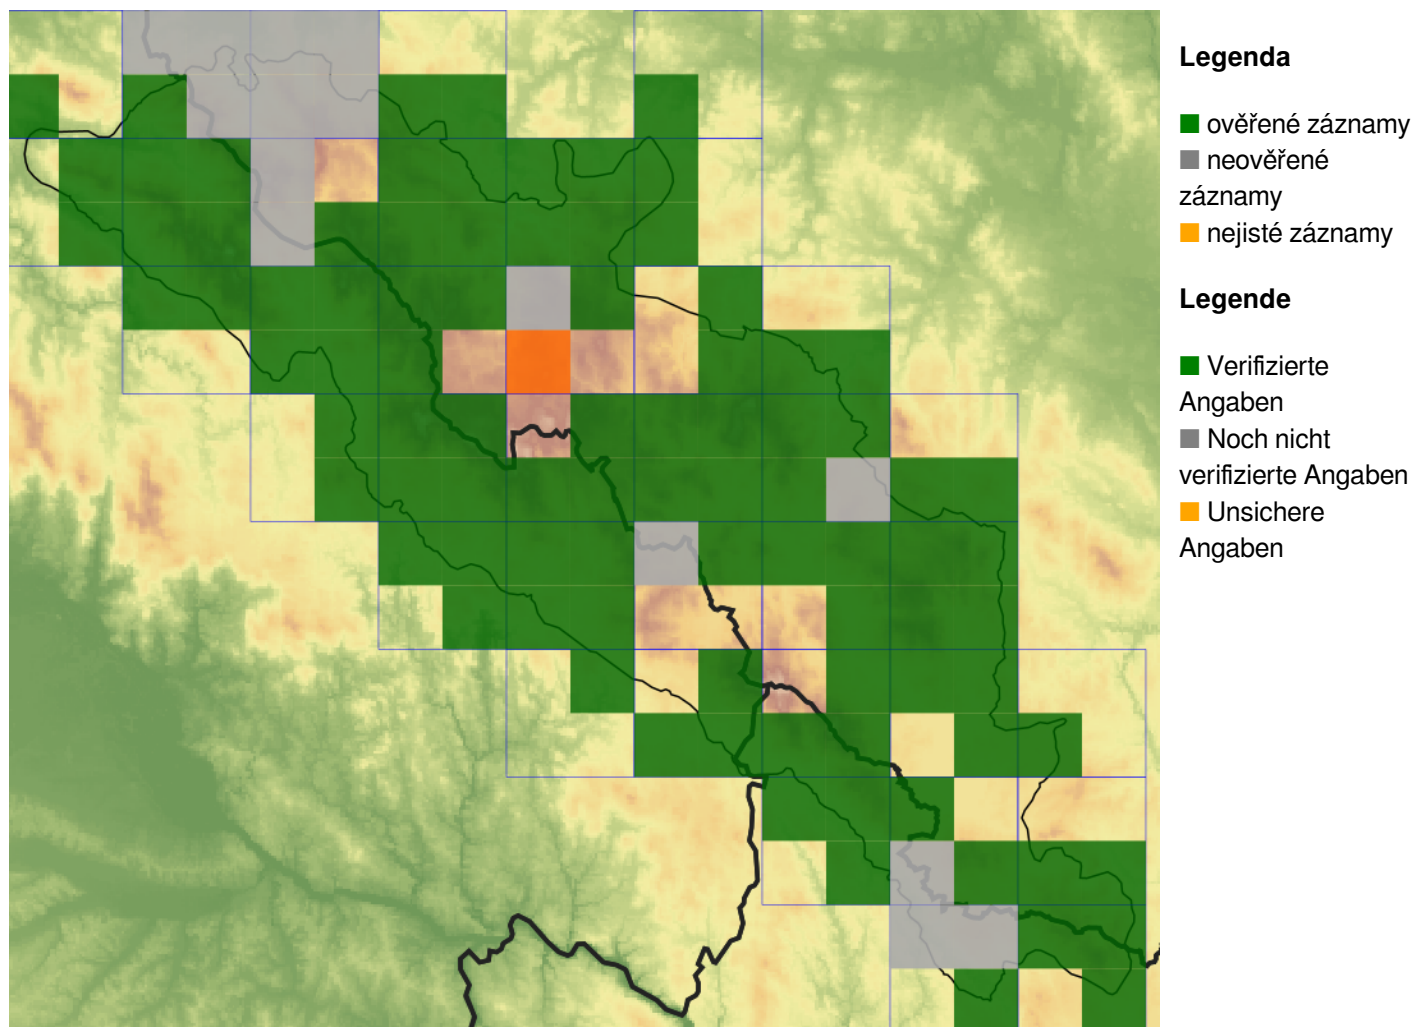 Legenda
ověřené záznamy
neověřené
záznamy
nejisté záznamy
Legende
Verifizierte
Angaben
Noch nicht
verifizierte Angaben
Unsichere
Angaben